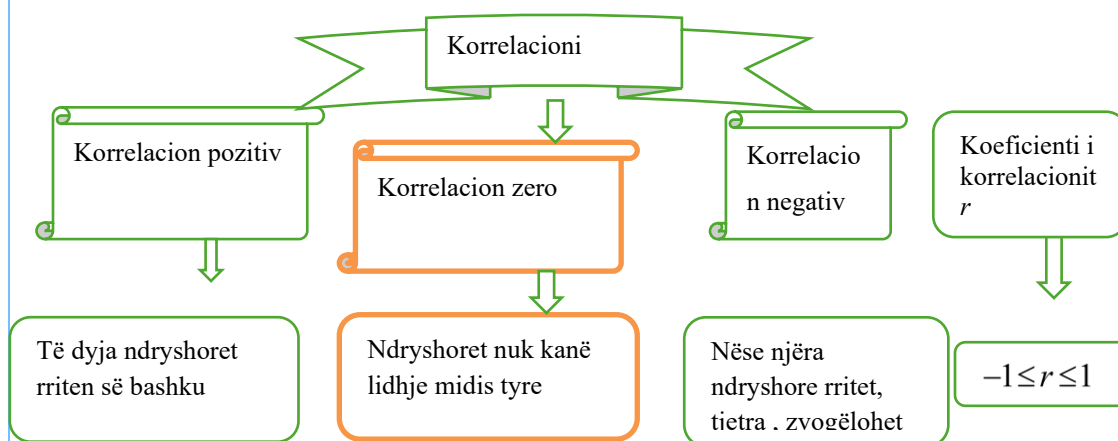 Korrelacioni
Korrelacion pozitiv
Korrelacion zero
Korrelacio
n negativ
Koeficienti i
korrelacionit
r
Të dyja ndryshoret
rriten së bashku
Ndryshoret nuk kanë
lidhje midis tyre
Nëse njëra
ndryshore rritet,
tjetra , zvogëlohet
−1 ≤ r ≤ 1